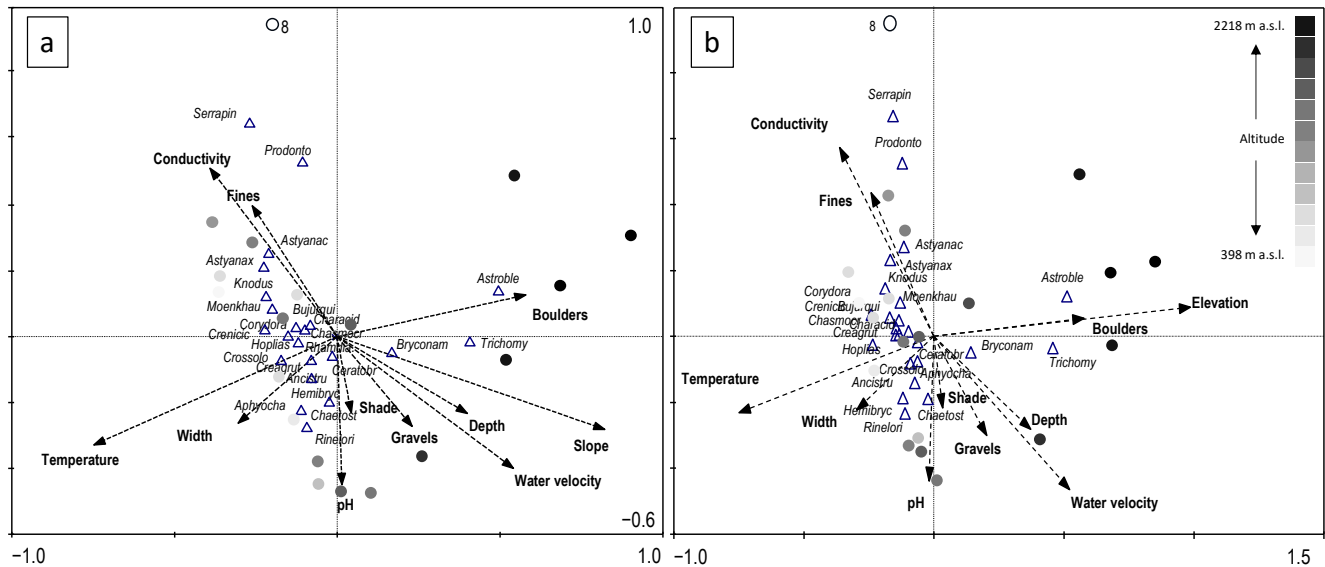 a
8
1.0
Serrapin
Prodonto
Conductivity
Fines
Astyanac
Astyanax
Knodus
Moenkhau
Bujurqui
Characid
Corydora
Chasmocr
Crenicic
Hoplias
Rhamdia
Crossolo
Creagrut
Ceratobr
Ancistru
Hemibryc
Aphyocha
Chaetost
Rinelori
Astroble
Boulders
Bryconam
Trichomy
Shade
Depth
Gravels
Slope
Width
Temperature
Water velocity
pH
−0.6
−1.0
1.0
b
8
2218 m a.s.l.
Altitude
398 m a.s.l.
Serrapin
Conductivity
Prodonto
Fines
Astyanac
Astyanax
Knodus
Corydora
Moenkhau
Crenicic
Bujurqui
Chasmocr
Characid
Creagrut
Hoplias
Ceratobr
Crossolo
Aphyocha
Ancistru
Hemibryc
Chaetost
Rinelori
Astroble
Elevation
Boulders
Bryconam
Trichomy
Temperature
Shade
Width
Depth
Gravels
Water velocity
pH
−1.0
1.5